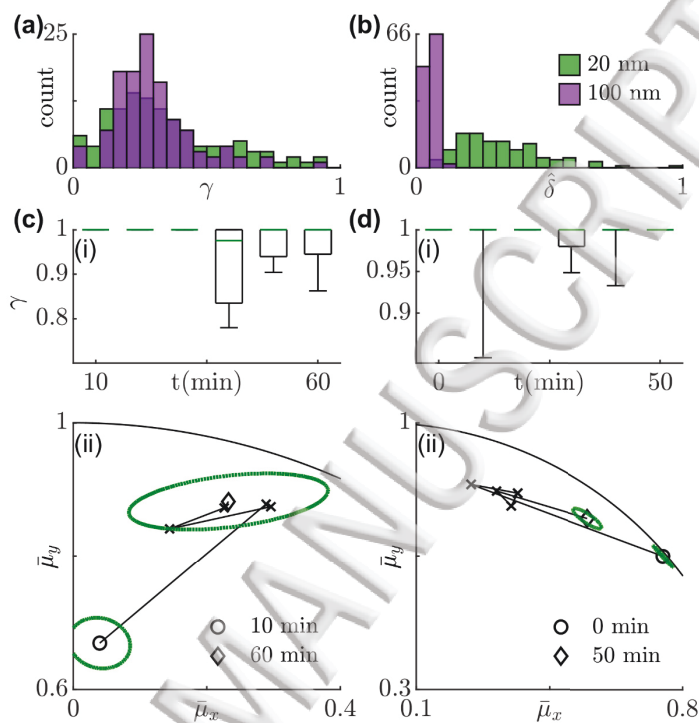 (a)
25
count
0
0
γ
1
(b)
66
20 nm
100 nm
count
0
0
δ̂
1
(c)
(i)
1
0.9
0.8
γ
10
t(min)
60
(d)
(i)
1
0.95
0.9
0
t(min)
50
1
(ii)
μ̄y
10 min
60 min
0.6
0
μ̄x
0.4
1
(ii)
μ̄y
0 min
50 min
0.3
0.1
μ̄x
0.8
MANUSCRIPT